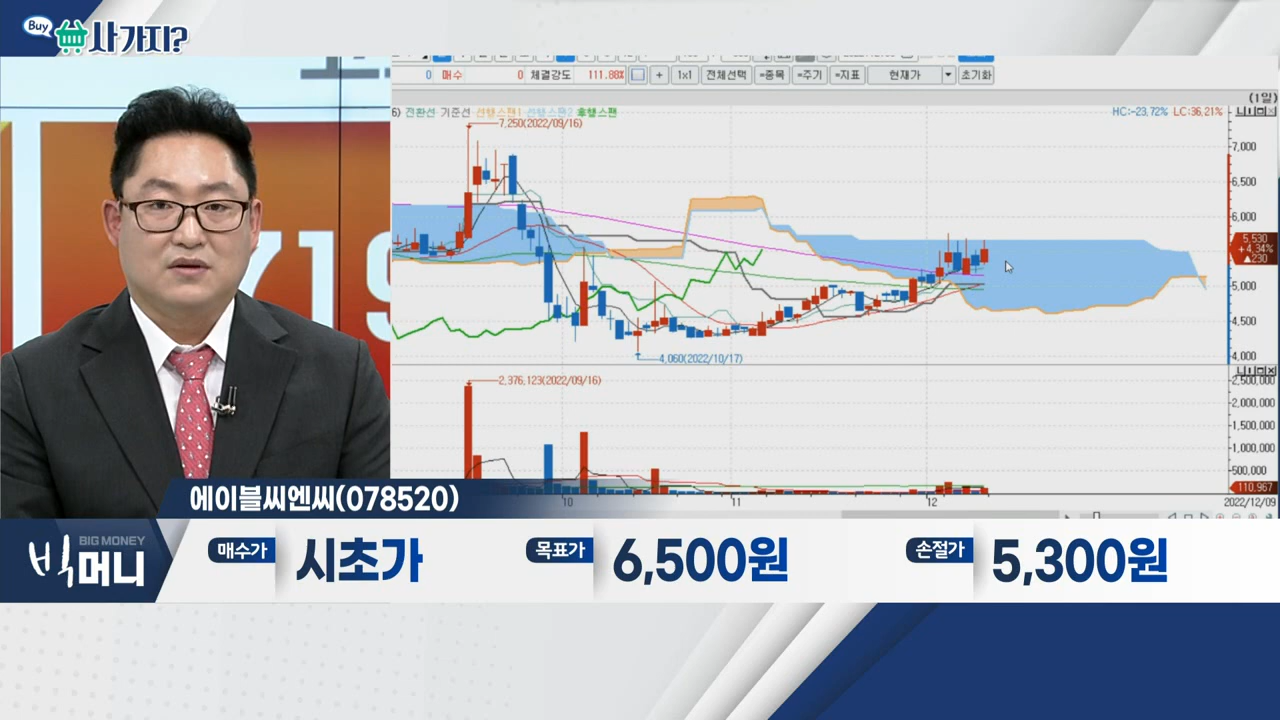 Buy 사 가지?
0 매수 0 체결강도 111.88% + 1x1 전체선택 =종목 =주기 =지표 현재가 초기화
(1일)
6) 전환선 기준선 선행스팬1 선행스팬2 후행스팬 HC:-23.72% LC:36.21%
7,250(2022/09/16)
7,000
6,500
6,000
5,530
+4.34%
▲230
5,000
4,500
4,060(2022/10/17)
4,000
2,376,123(2022/09/16)
2,500,000
2,000,000
1,500,000
1,000,000
500,000
110,967
10 11 12 2022/12/09
719
에이블씨엔씨(078520)
BIG MONEY
빅머니
매수가 시초가 목표가 6,500원 손절가 5,300원